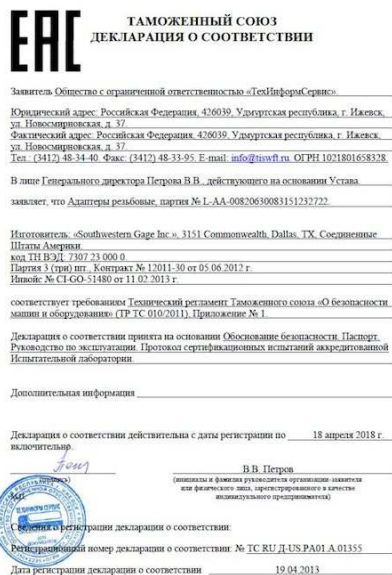 EAC
ТАМОЖЕННЫЙ СОЮЗ
ДЕКЛАРАЦИЯ О СООТВЕТСТВИИ
Заявитель Общество с ограниченной ответственностью «ТехИнформСервис».
Юридический адрес: Российская Федерация, 426039, Удмуртская республика, г. Ижевск,
ул. Новосмирновская, д. 37.
Фактический адрес: Российская Федерация, 426039, Удмуртская республика, г. Ижевск,
ул. Новосмирновская, д. 37.
Тел.: (3412) 48-34-40. Факс: (3412) 48-33-95. E-mail: info@tiswft.ru. ОГРН 1021801658328.
В лице Генерального директора Петрова В.В., действующего на основании Устава.
заявляет, что Адаптеры резьбовые, партия № L-AA-00820630083151232722.
Изготовитель: «Southwestern Gage Inc.», 3151 Commonwealth, Dallas, TX, Соединенные
Штаты Америки.
код ТН ВЭД: 7307 23 000 0.
Партия 3 (три) шт., Контракт № 12011-30 от 05.06.2012 г.
Инвойс № CI-GO-51480 от 11.02.2013 г.
соответствует требованиям Технический регламент Таможенного союза «О безопасности
машин и оборудования» (ТР ТС 010/2011), Приложение № 1.
Декларация о соответствии принята на основании Обоснование безопасности. Паспорт.
Руководство по эксплуатации. Протокол сертификационных испытаний аккредитованной
Испытательной лаборатории.
Дополнительная информация
Декларация о соответствии действительна с даты регистрации по 18 апреля 2018 г.
включительно.
В.В. Петров
(подпись)
(инициалы и фамилия руководителя организации-заявителя
или физического лица, зарегистрированного в качестве
индивидуального предпринимателя)
М.П.
Сведения о регистрации декларации о соответствии:
Регистрационный номер декларации о соответствии: № ТС RU Д-US.РА01.А.01355
Дата регистрации декларации о соответствии 19.04.2013